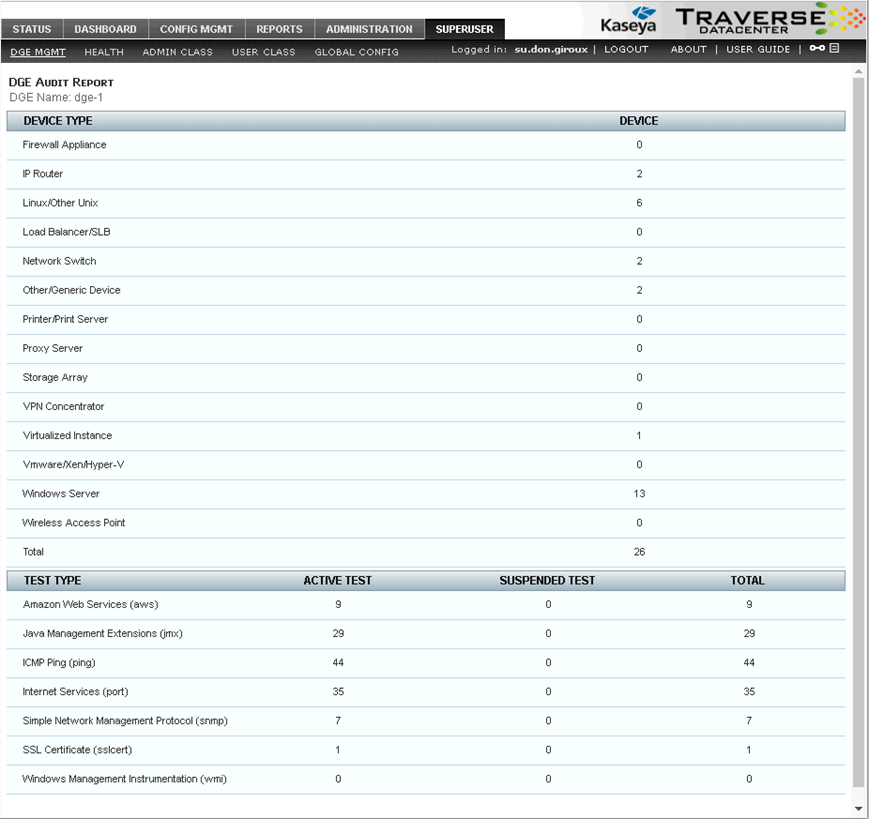 Kaseya TRAVERSE DATACENTER
STATUS DASHBOARD CONFIG MGMT REPORTS ADMINISTRATION SUPERUSER
DGE MGMT HEALTH ADMIN CLASS USER CLASS GLOBAL CONFIG Logged in: su.don.giroux | LOGOUT ABOUT | USER GUIDE |
DGE AUDIT REPORT
DGE Name: dge-1
DEVICE TYPE DEVICE
Firewall Appliance 0
IP Router 2
Linux/Other Unix 6
Load Balancer/SLB 0
Network Switch 2
Other/Generic Device 2
Printer/Print Server 0
Proxy Server 0
Storage Array 0
VPN Concentrator 0
Virtualized Instance 1
Vmware/Xen/Hyper-V 0
Windows Server 13
Wireless Access Point 0
Total 26
TEST TYPE ACTIVE TEST SUSPENDED TEST TOTAL
Amazon Web Services (aws) 9 0 9
Java Management Extensions (jmx) 29 0 29
ICMP Ping (ping) 44 0 44
Internet Services (port) 35 0 35
Simple Network Management Protocol (snmp) 7 0 7
SSL Certificate (sslcert) 1 0 1
Windows Management Instrumentation (wmi) 0 0 0